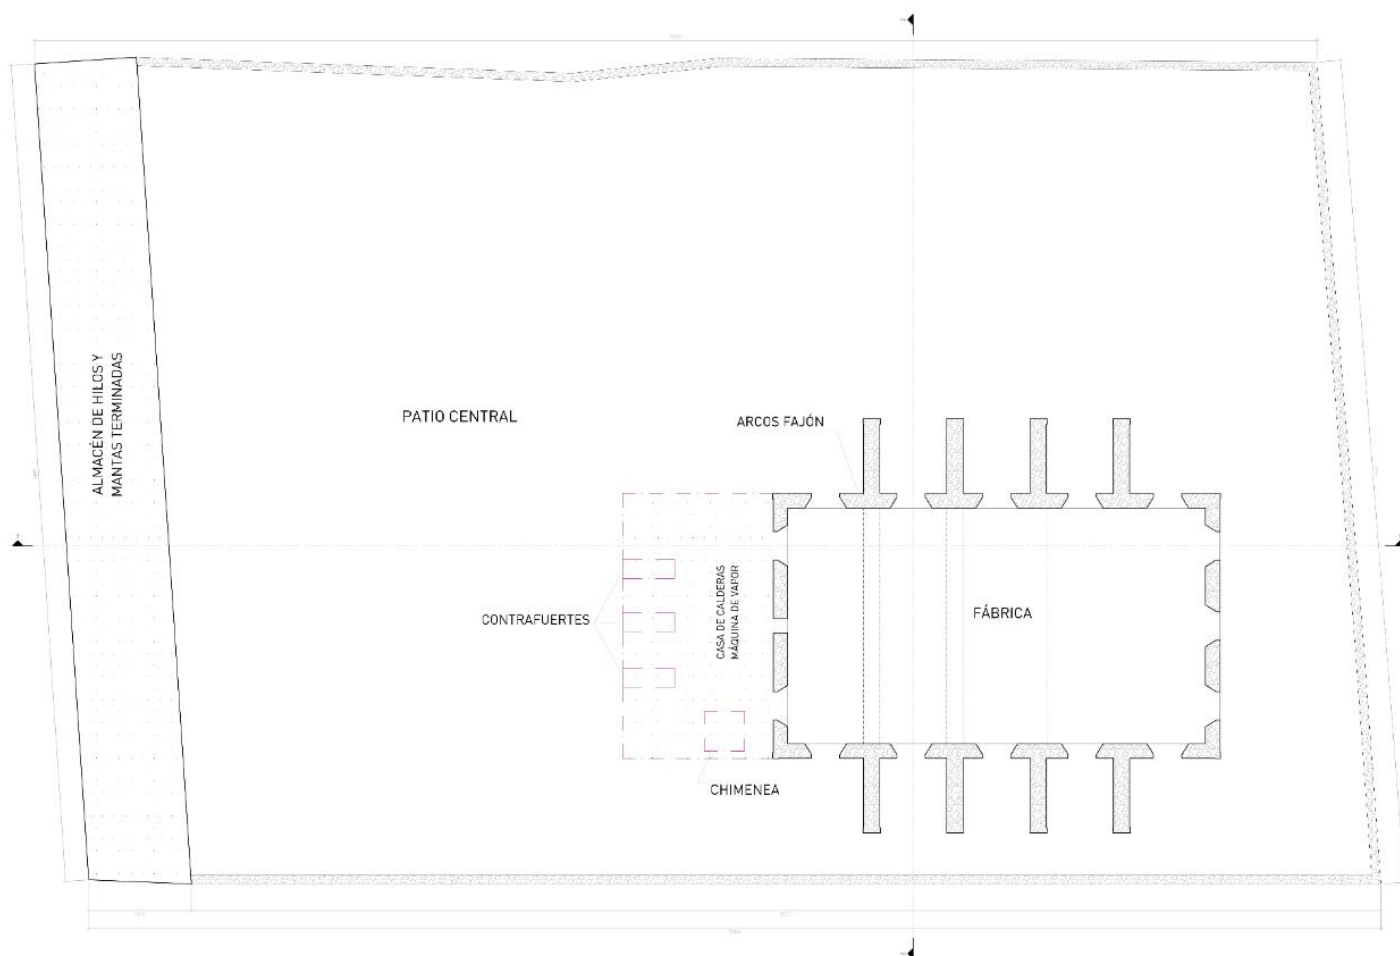 ALMACÉN DE HILOS Y
MANTAS TERMINADAS
PATIO CENTRAL
ARCOS FAJÓN
CONTRAFUERTES
CASA DE CALDERAS
MÁQUINA DE VAPOR
FÁBRICA
CHIMENEA